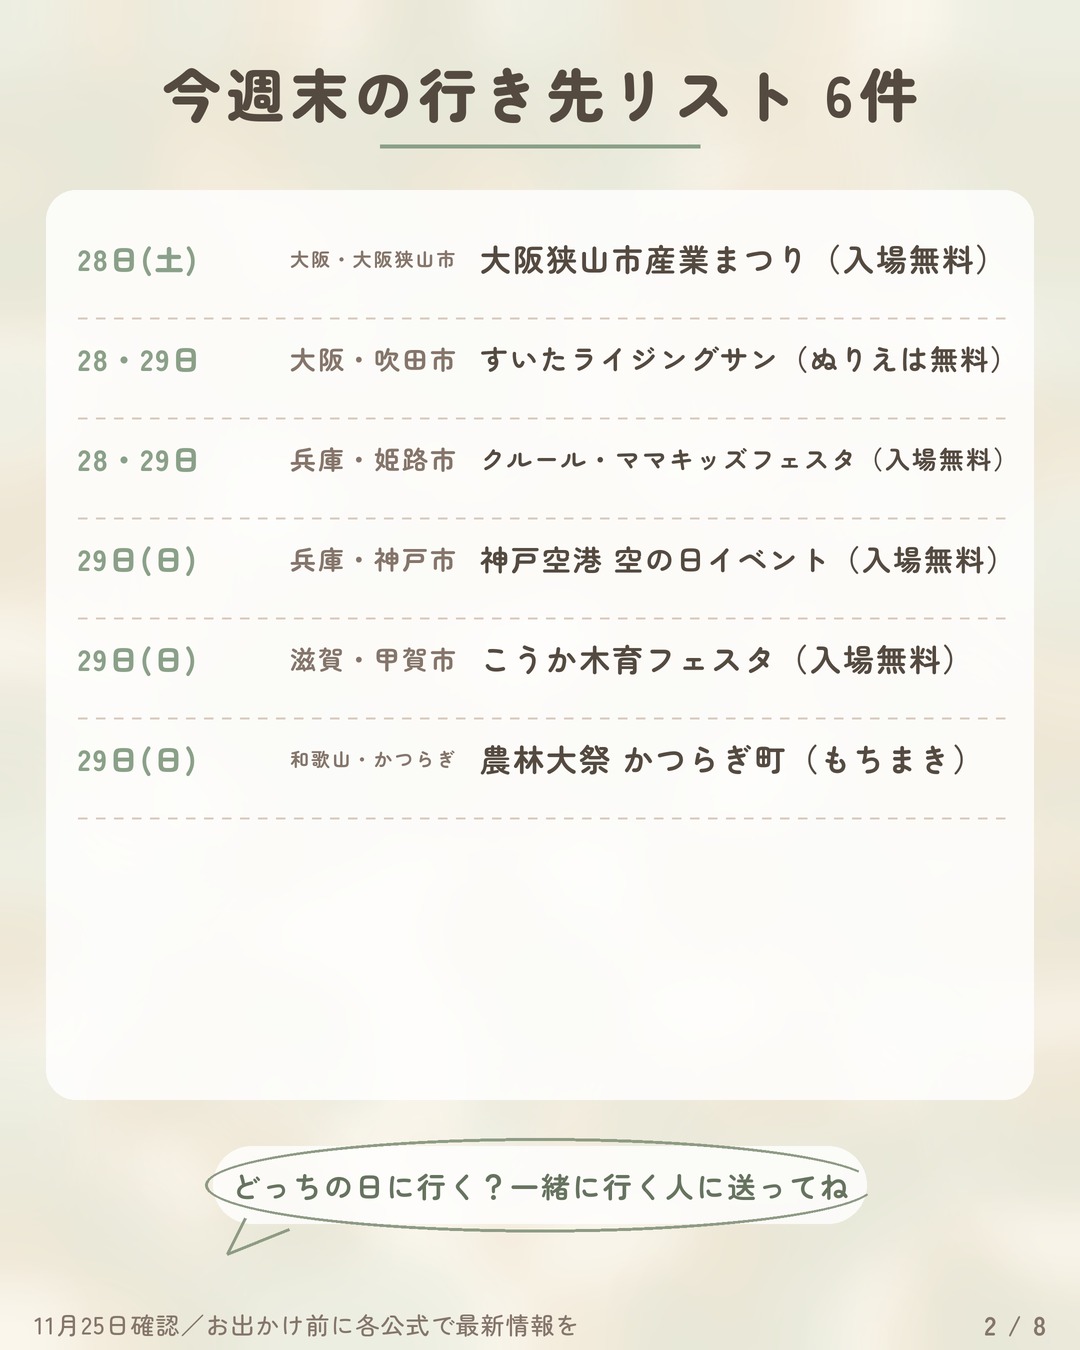 今週末の行き先リスト 6件
28日(土) 大阪・大阪狭山市 大阪狭山市産業まつり（入場無料）
28・29日 大阪・吹田市 すいたライジングサン（ぬりえは無料）
28・29日 兵庫・姫路市 クルール・ママキッズフェスタ（入場無料）
29日(日) 兵庫・神戸市 神戸空港 空の日イベント（入場無料）
29日(日) 滋賀・甲賀市 こうか木育フェスタ（入場無料）
29日(日) 和歌山・かつらぎ 農林大祭 かつらぎ町（もちまき）
どっちの日に行く？一緒に行く人に送ってね
11月25日確認／お出かけ前に各公式で最新情報を
2 / 8